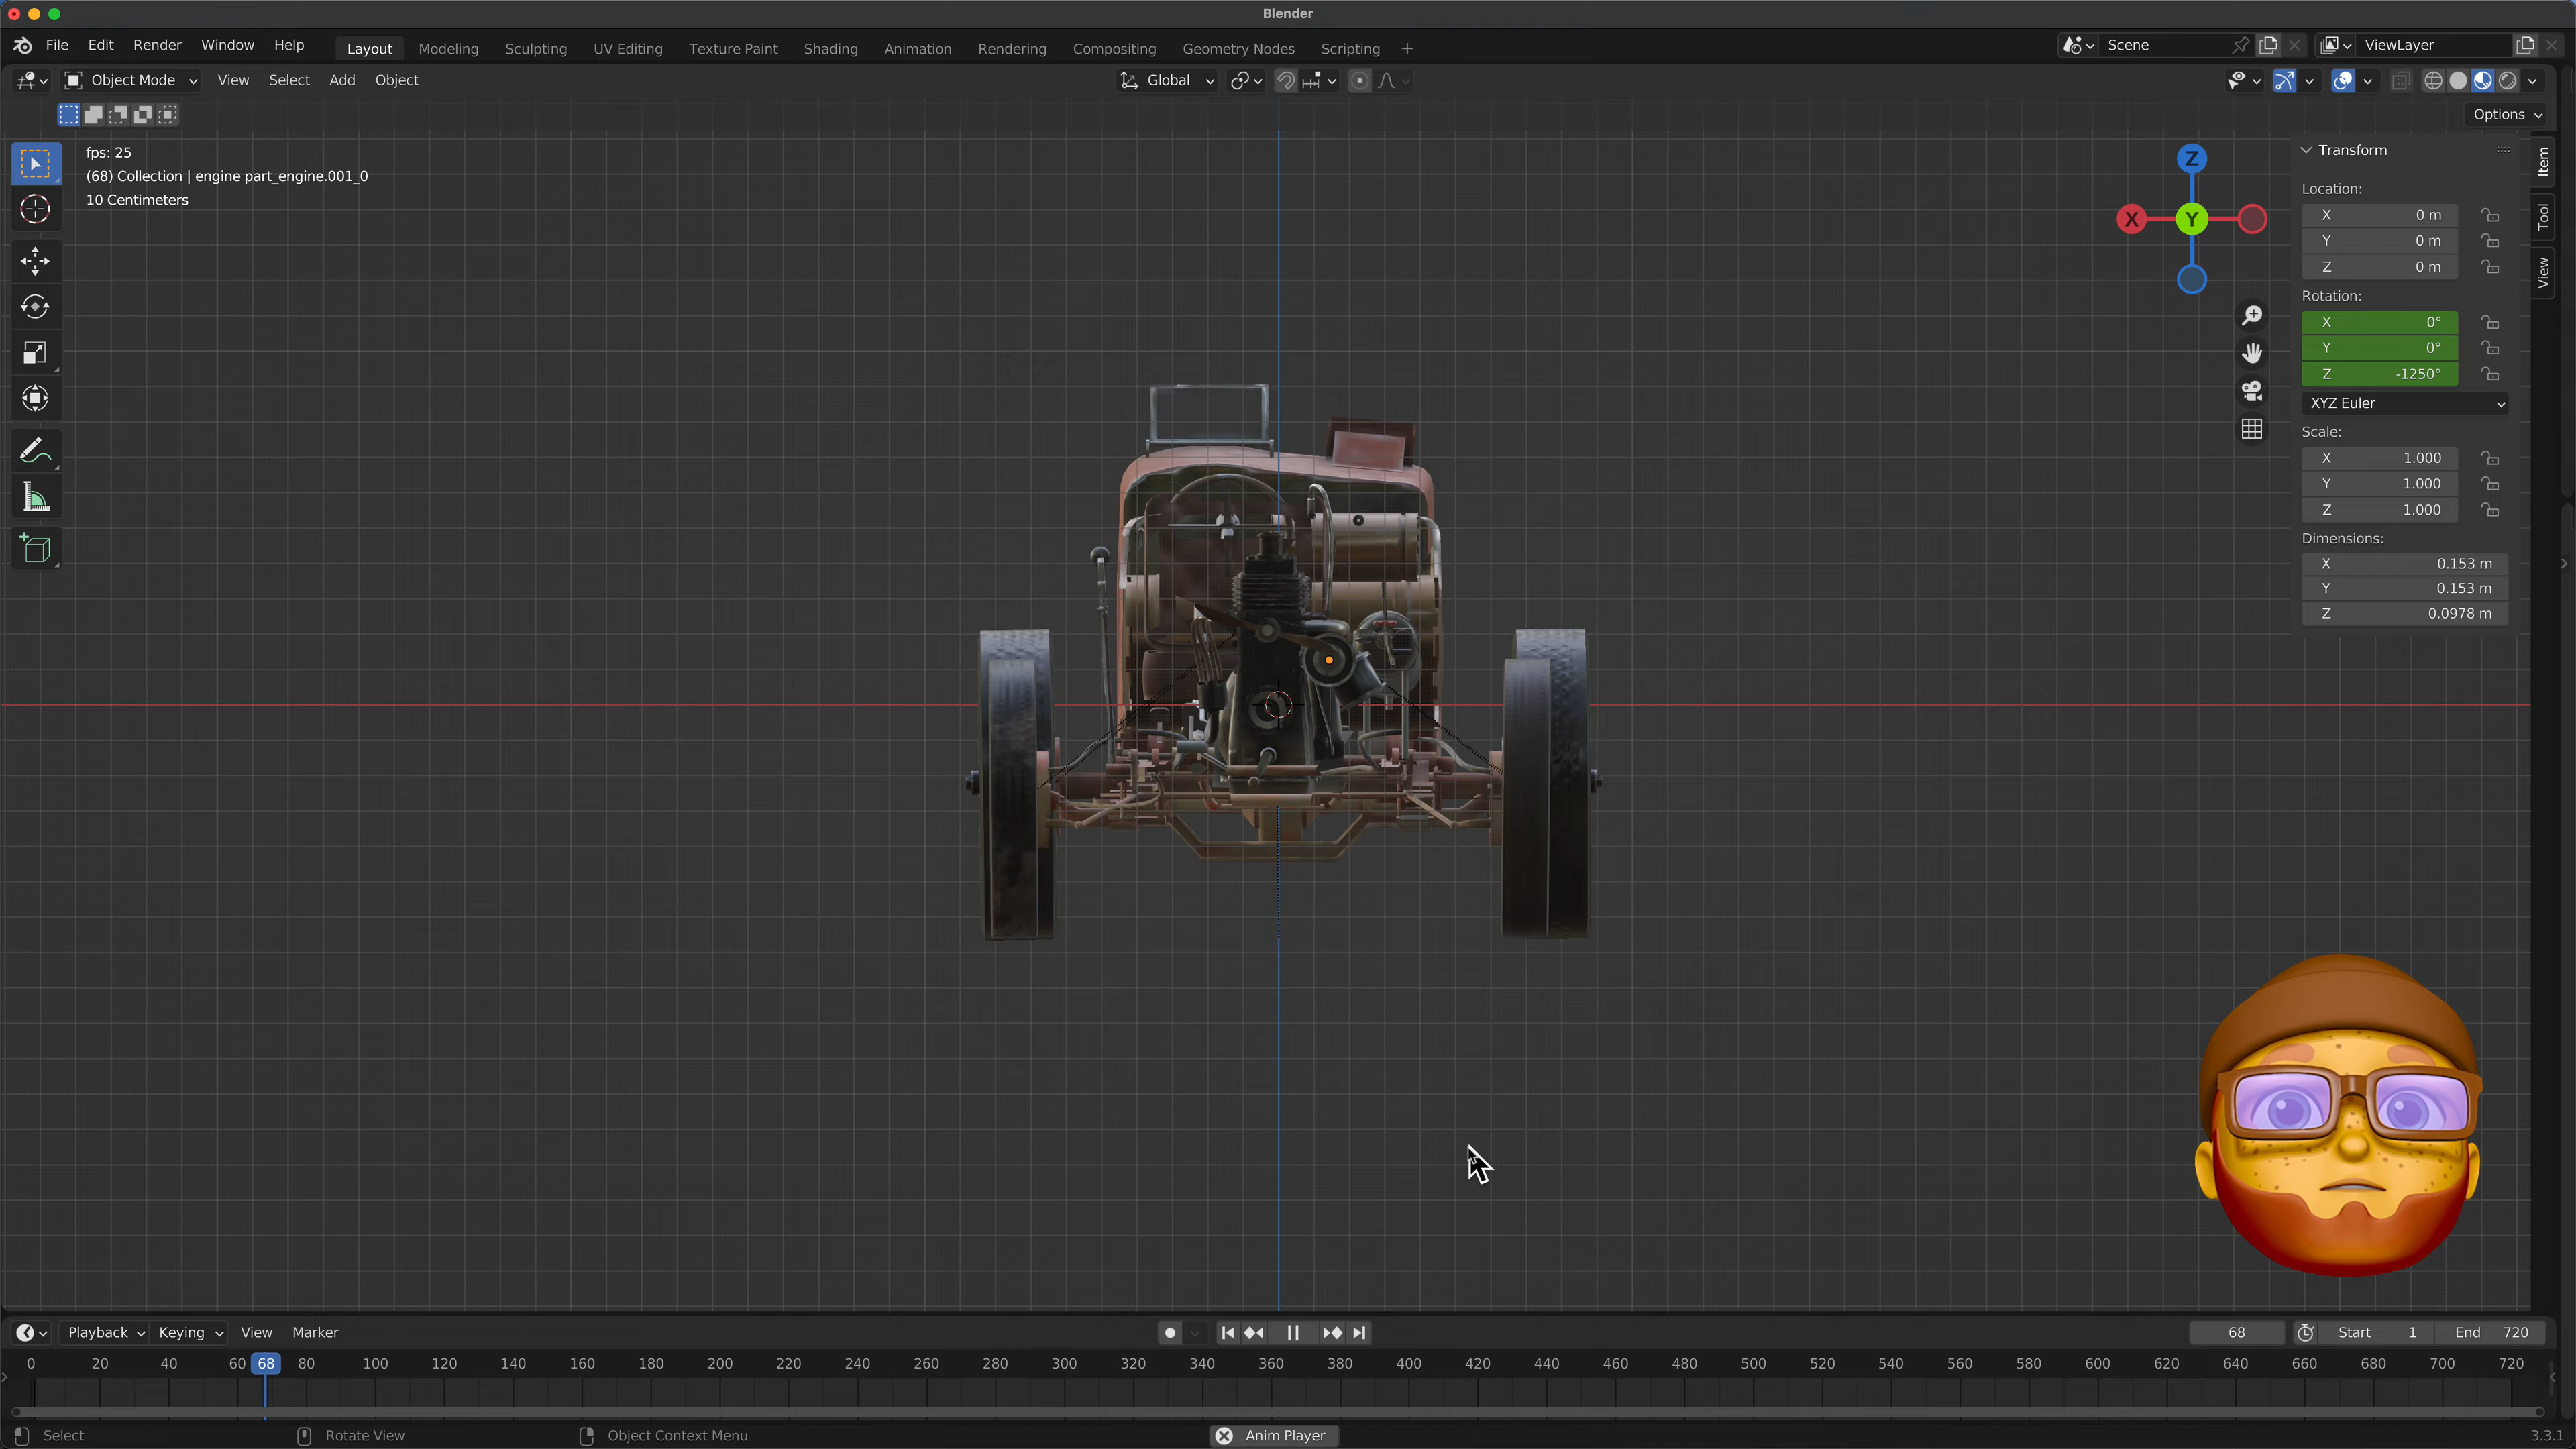 Blender
File Edit Render Window Help
Layout Modeling Sculpting UV Editing Texture Paint Shading Animation Rendering Compositing Geometry Nodes Scripting +
Scene
ViewLayer
Object Mode View Select Add Object
Global
Options
fps: 25
(68) Collection | engine part_engine.001_0
10 Centimeters
Z
X
Y
Transform
Location:
X 0 m
Y 0 m
Z 0 m
Rotation:
X 0°
Y 0°
Z -1250°
XYZ Euler
Scale:
X 1.000
Y 1.000
Z 1.000
Dimensions:
X 0.153 m
Y 0.153 m
Z 0.0978 m
Item
Tool
View
Playback Keying View Marker
68
Start 1
End 720
0 20 40 60 68 80 100 120 140 160 180 200 220 240 260 280 300 320 340 360 380 400 420 440 460 480 500 520 540 560 580 600 620 640 660 680 700 720
Select
Rotate View
Object Context Menu
Anim Player
3.3.1